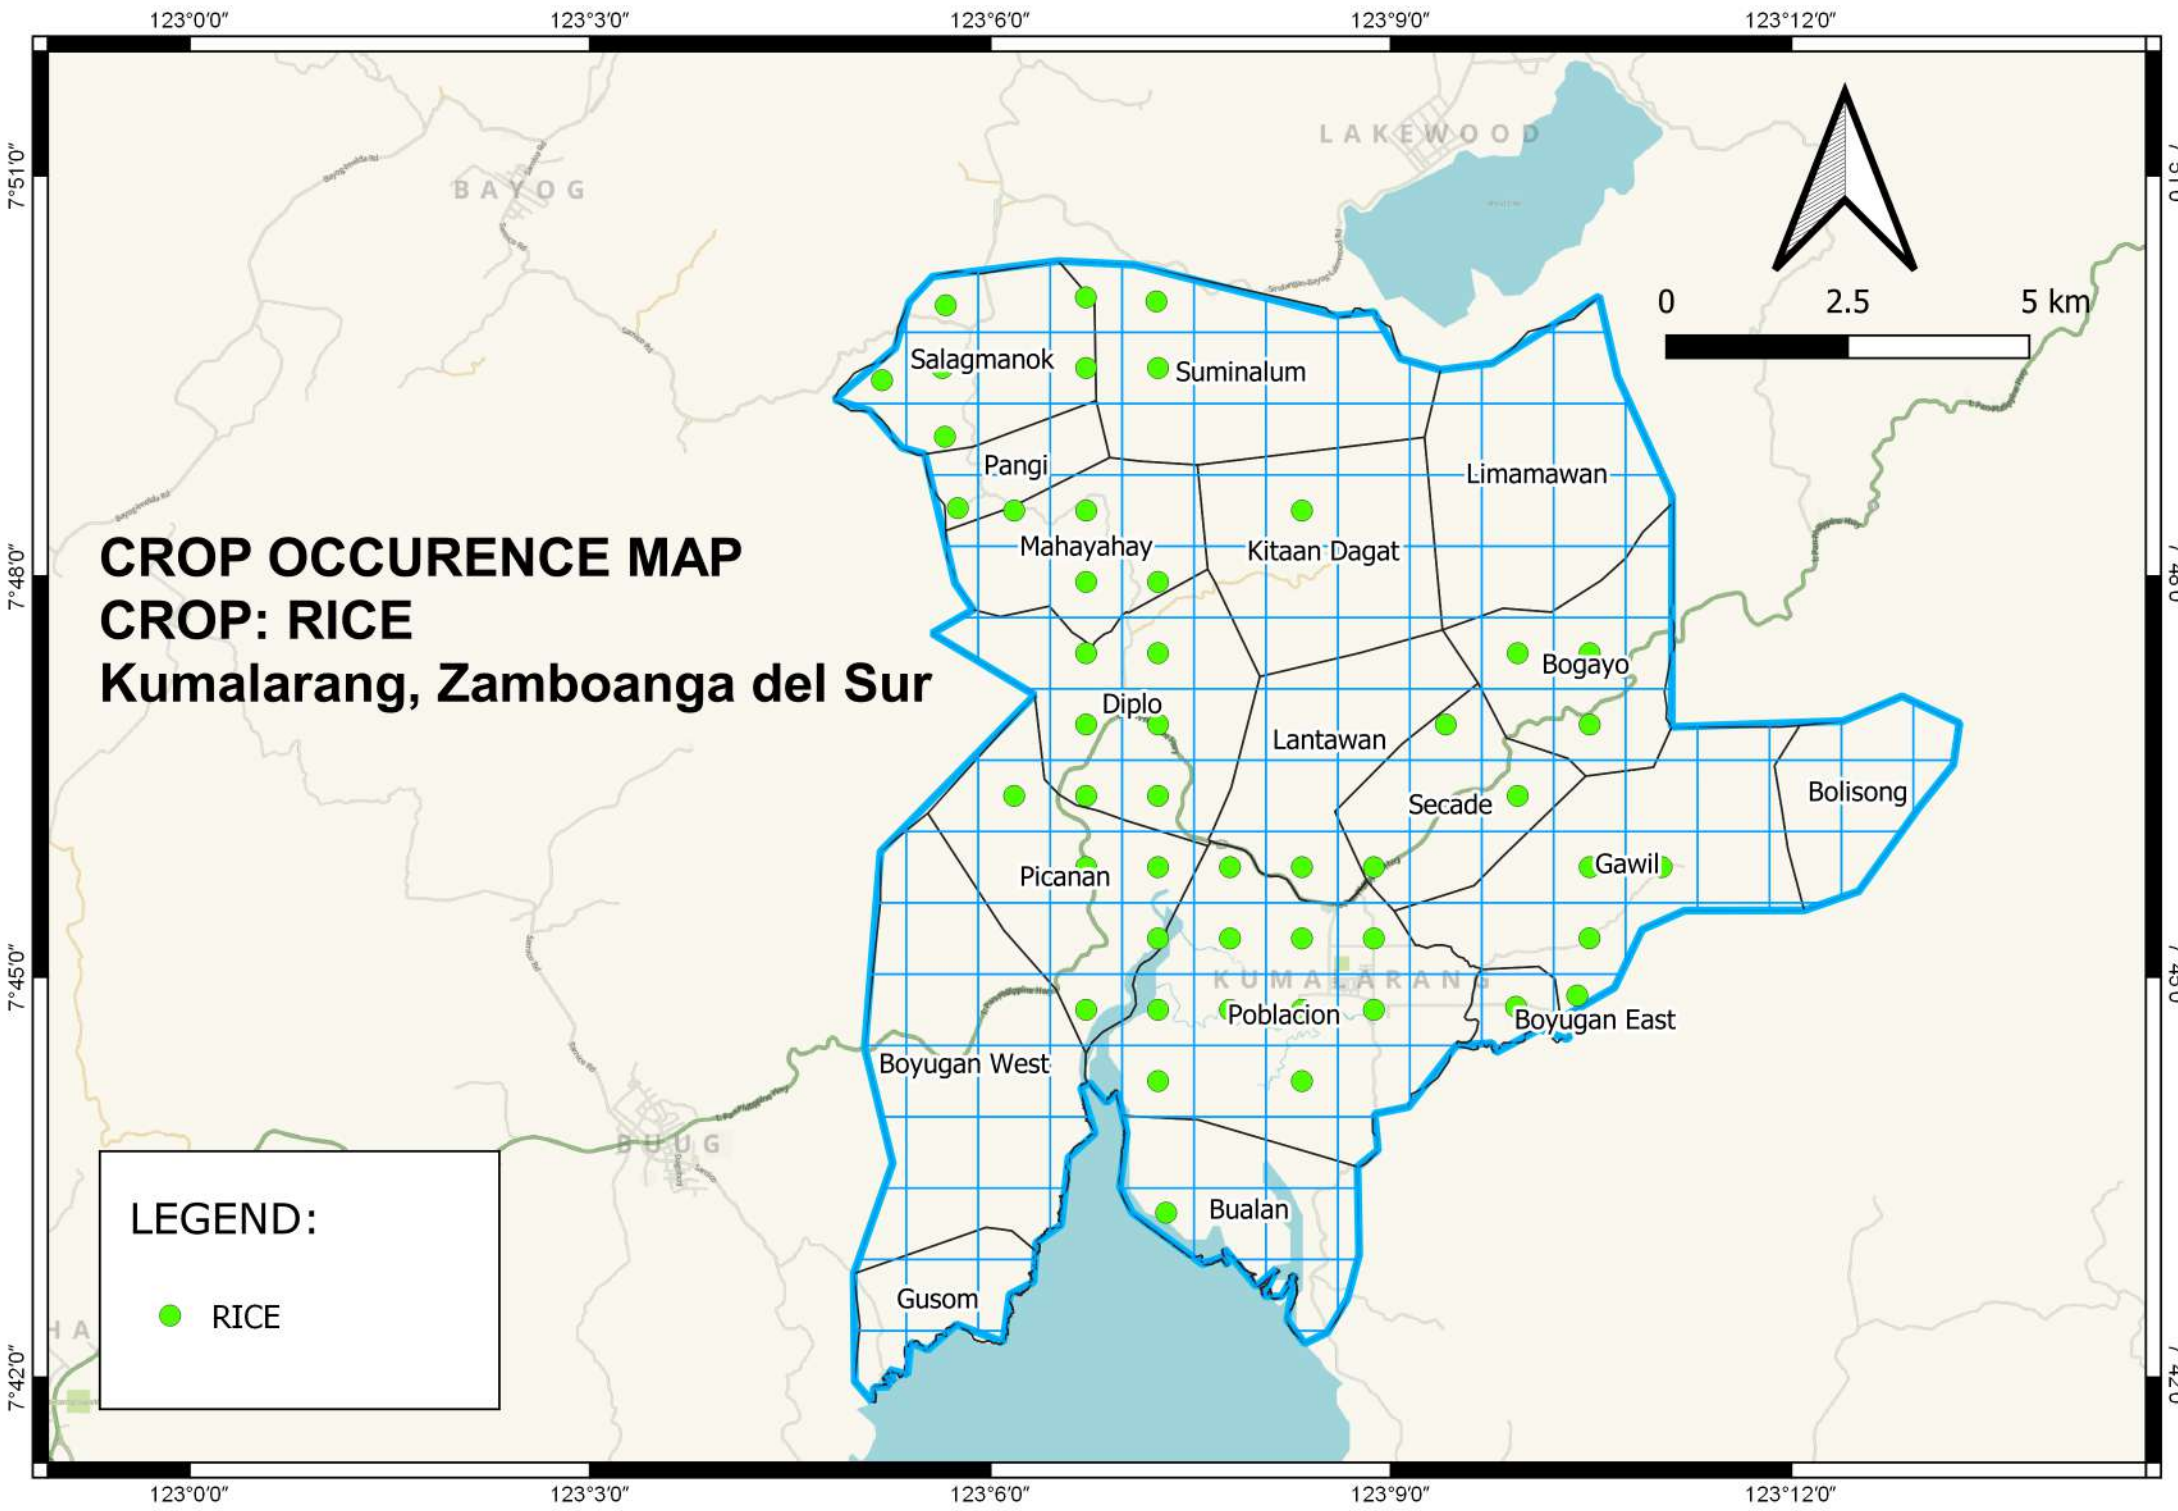 123°0′0″ 123°3′0″ 123°6′0″ 123°9′0″ 123°12′0″
LAKEWOOD
7°51′0″
BAYOG
0 2.5 5 km
Salagmanok
Suminalum
Pangi
Limamawan
CROP OCCURENCE MAP
CROP: RICE
Kumalarang, Zamboanga del Sur
7°48′0″
Mahayahay
Kitaan Dagat
Bogayo
Diplo
Lantawan
Secade
Bolisong
Picanan
Gawil
7°45′0″
KUMALARANG
Poblacion
Boyugan East
Boyugan West
BUUG
Bualan
Gusom
LEGEND:
RICE
HA
7°42′0″
123°0′0″ 123°3′0″ 123°6′0″ 123°9′0″ 123°12′0″